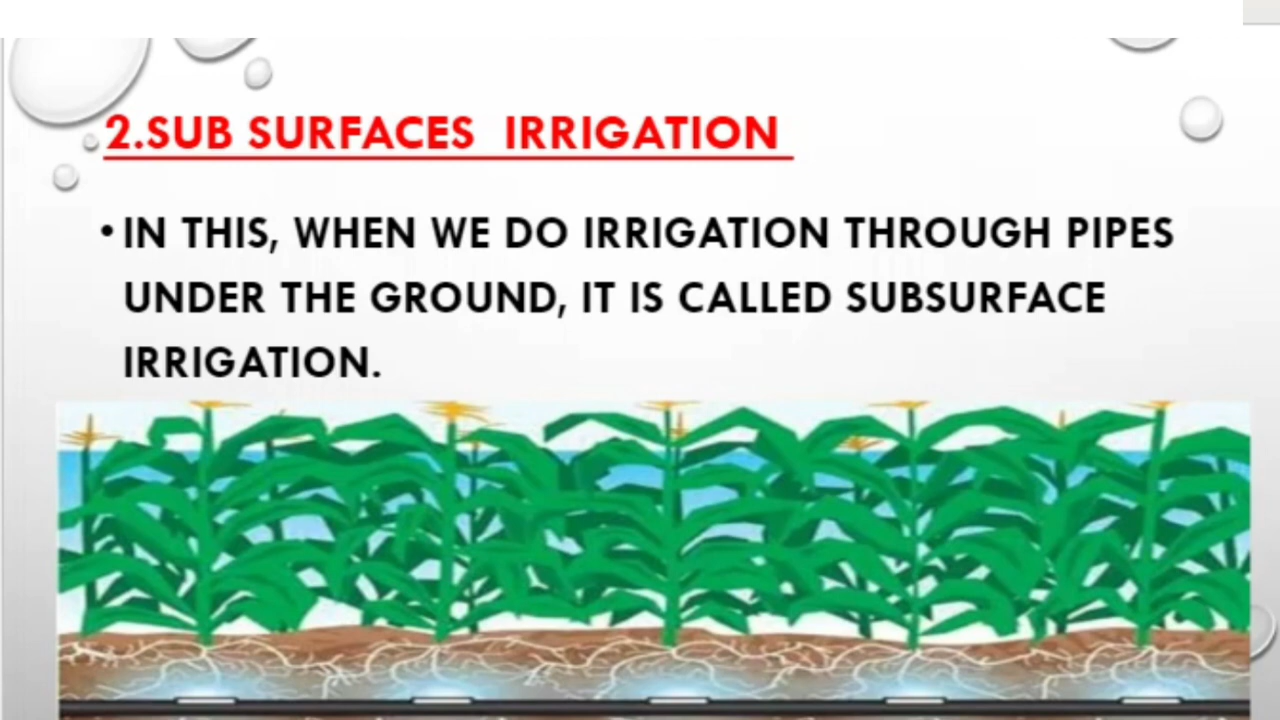 2.SUB SURFACES IRRIGATION
• IN THIS, WHEN WE DO IRRIGATION THROUGH PIPES
UNDER THE GROUND, IT IS CALLED SUBSURFACE
IRRIGATION.